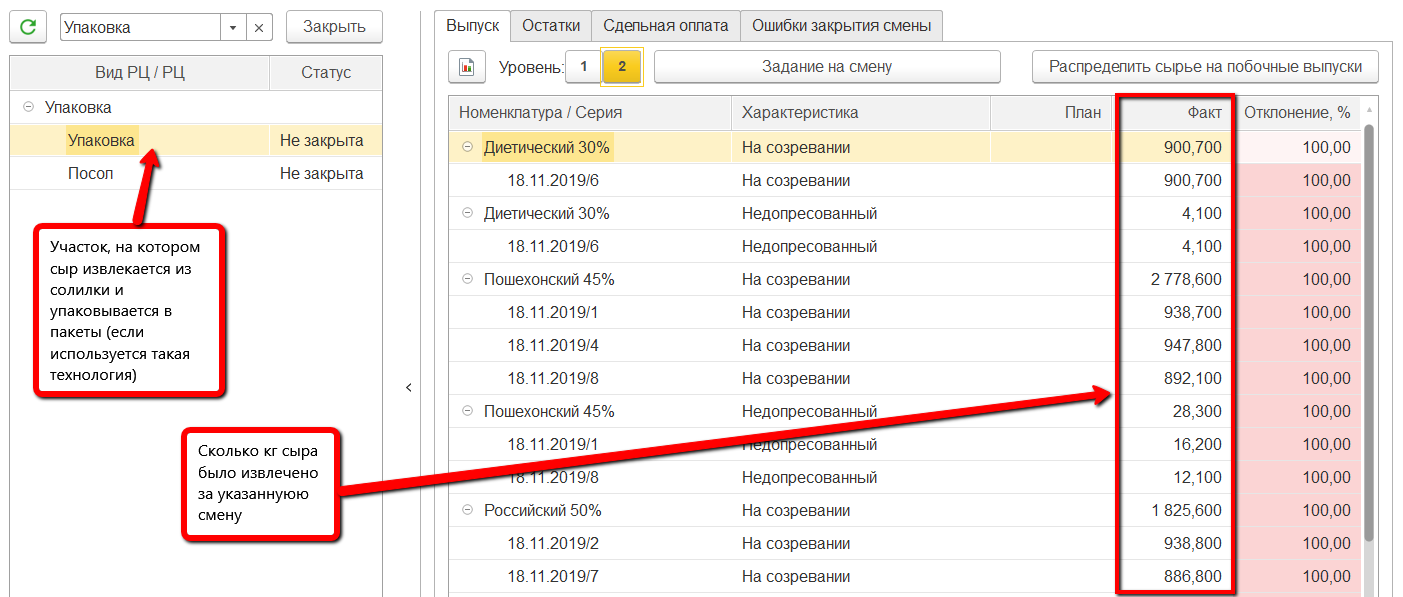 Упаковка
Закрыть
Вид РЦ / РЦ Статус
Упаковка
Упаковка Не закрыта
Посол Не закрыта
Участок, на котором
сыр извлекается из
солилки и
упаковывается в
пакеты (если
используется такая
технология)
Сколько кг сыра
было извлечено
за указаннуюю
смену
Выпуск Остатки Сдельная оплата Ошибки закрытия смены
Уровень: 1 2 Задание на смену Распределить сырье на побочные выпуски
Номенклатура / Серия Характеристика План Факт Отклонение, %
Диетический 30% На созревании 900,700 100,00
18.11.2019/6 На созревании 900,700 100,00
Диетический 30% Недопресованный 4,100 100,00
18.11.2019/6 Недопресованный 4,100 100,00
Пошехонский 45% На созревании 2 778,600 100,00
18.11.2019/1 На созревании 938,700 100,00
18.11.2019/4 На созревании 947,800 100,00
18.11.2019/8 На созревании 892,100 100,00
Пошехонский 45% Недопресованный 28,300 100,00
18.11.2019/1 Недопресованный 16,200 100,00
18.11.2019/8 Недопресованный 12,100 100,00
Российский 50% На созревании 1 825,600 100,00
18.11.2019/2 На созревании 938,800 100,00
18.11.2019/7 На созревании 886,800 100,00